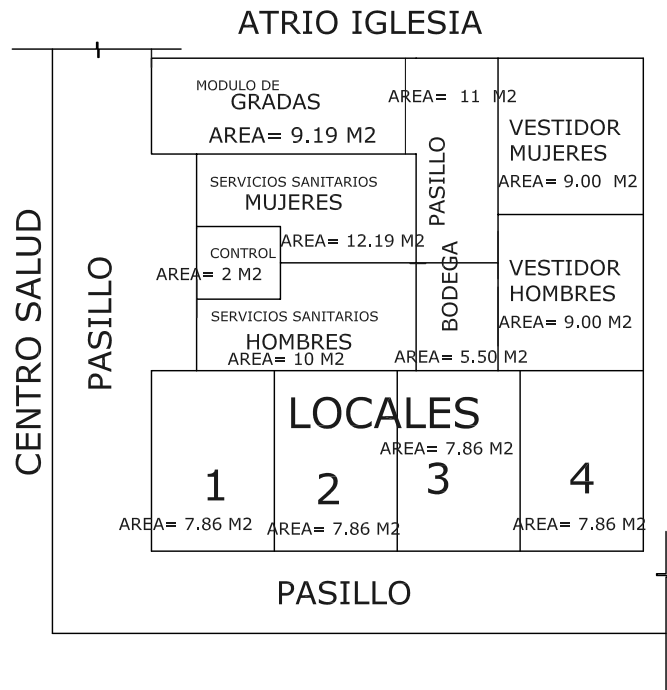 ATRIO IGLESIA
MODULO DE
GRADAS
AREA= 9.19 M2
AREA= 11 M2
PASILLO
VESTIDOR
MUJERES
AREA= 9.00 M2
SERVICIOS SANITARIOS
MUJERES
AREA= 12.19 M2
CONTROL
AREA= 2 M2
SERVICIOS SANITARIOS
HOMBRES
AREA= 10 M2
BODEGA
AREA= 5.50 M2
VESTIDOR
HOMBRES
AREA= 9.00 M2
CENTRO SALUD
PASILLO
LOCALES
1
AREA= 7.86 M2
2
AREA= 7.86 M2
AREA= 7.86 M2
3
4
AREA= 7.86 M2
PASILLO